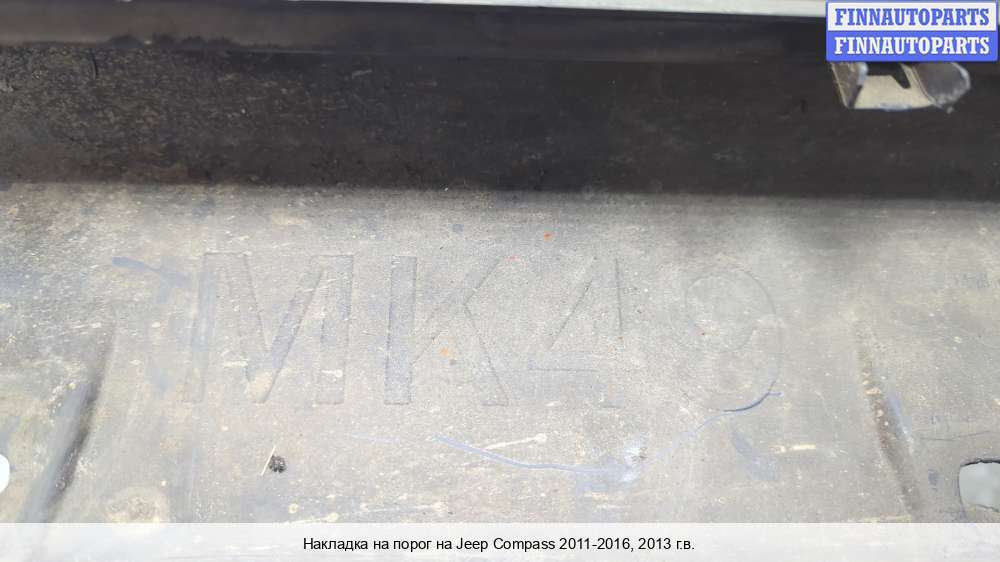 FINNAUTOPARTS
FINNAUTOPARTS
MK49
Накладка на порог на Jeep Compass 2011-2016, 2013 г.в.